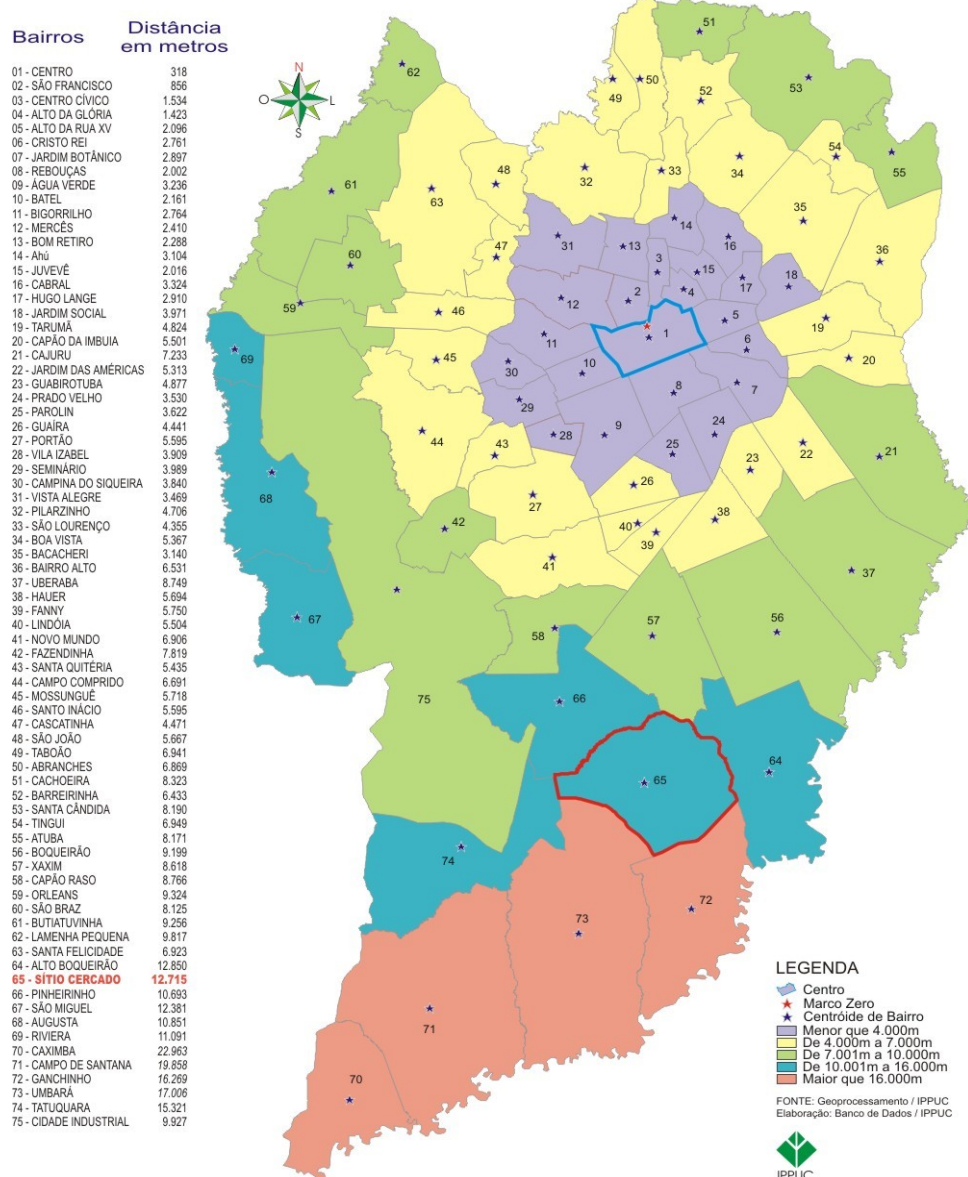 Bairros
Distância
em metros
01 - CENTRO 318
02 - SÃO FRANCISCO 856
03 - CENTRO CÍVICO 1.534
04 - ALTO DA GLÓRIA 1.423
05 - ALTO DA RUA XV 2.096
06 - CRISTO REI 2.761
07 - JARDIM BOTÂNICO 2.897
08 - REBOUÇAS 2.002
09 - ÁGUA VERDE 3.236
10 - BATEL 2.161
11 - BIGORRILHO 2.764
12 - MERCÊS 2.410
13 - BOM RETIRO 2.288
14 - Ahú 3.104
15 - JUVEVÊ 2.016
16 - CABRAL 3.324
17 - HUGO LANGE 2.910
18 - JARDIM SOCIAL 3.971
19 - TARUMÃ 4.824
20 - CAPÃO DA IMBUIA 5.501
21 - CAJURU 7.233
22 - JARDIM DAS AMÉRICAS 5.313
23 - GUABIROTUBA 4.877
24 - PRADO VELHO 3.530
25 - PAROLIN 3.622
26 - GUAÍRA 4.441
27 - PORTÃO 5.595
28 - VILA IZABEL 3.909
29 - SEMINÁRIO 3.989
30 - CAMPINA DO SIQUEIRA 3.840
31 - VISTA ALEGRE 3.469
32 - PILARZINHO 4.706
33 - SÃO LOURENÇO 4.355
34 - BOA VISTA 5.367
35 - BACACHERI 3.140
36 - BAIRRO ALTO 6.531
37 - UBERABA 8.749
38 - HAUER 5.694
39 - FANNY 5.750
40 - LINDÓIA 5.504
41 - NOVO MUNDO 6.906
42 - FAZENDINHA 7.819
43 - SANTA QUITÉRIA 5.435
44 - CAMPO COMPRIDO 6.691
45 - MOSSUNGUÊ 5.718
46 - SANTO INÁCIO 5.595
47 - CASCATINHA 4.471
48 - SÃO JOÃO 5.667
49 - TABOÃO 6.941
50 - ABRANCHES 6.869
51 - CACHOEIRA 8.323
52 - BARREIRINHA 6.433
53 - SANTA CÂNDIDA 8.190
54 - TINGUI 6.949
55 - ATUBA 8.171
56 - BOQUEIRÃO 9.199
57 - XAXIM 8.618
58 - CAPÃO RASO 8.766
59 - ORLEANS 9.324
60 - SÃO BRAZ 8.125
61 - BUTIATUVINHA 9.256
62 - LAMENHA PEQUENA 9.817
63 - SANTA FELICIDADE 6.923
64 - ALTO BOQUEIRÃO 12.850
65 - SÍTIO CERCADO 12.715
66 - PINHEIRINHO 10.693
67 - SÃO MIGUEL 12.381
68 - AUGUSTA 10.851
69 - RIVIERA 11.091
70 - CAXIMBA 22.963
71 - CAMPO DE SANTANA 19.858
72 - GANCHINHO 16.269
73 - UMBARÁ 17.006
74 - TATUQUARA 15.321
75 - CIDADE INDUSTRIAL 9.927
N
O L
S
51
62
50
49
52
53
54
48
33
32
34
55
61
63
35
14
31
13
16
47
36
60
3
15
18
17
2
4
59
12
46
5
19
1
11
6
69
45
20
30
10
7
8
29
44
28
9
24
43
25
22
21
23
68
26
27
38
42
40
39
41
37
67
58
57
56
75
66
65
64
74
72
73
71
70
LEGENDA
Centro
Marco Zero
Centróide de Bairro
Menor que 4.000m
De 4.000m a 7.000m
De 7.001m a 10.000m
De 10.001m a 16.000m
Maior que 16.000m
FONTE: Geoprocessamento / IPPUC
Elaboração: Banco de Dados / IPPUC
IPPUC